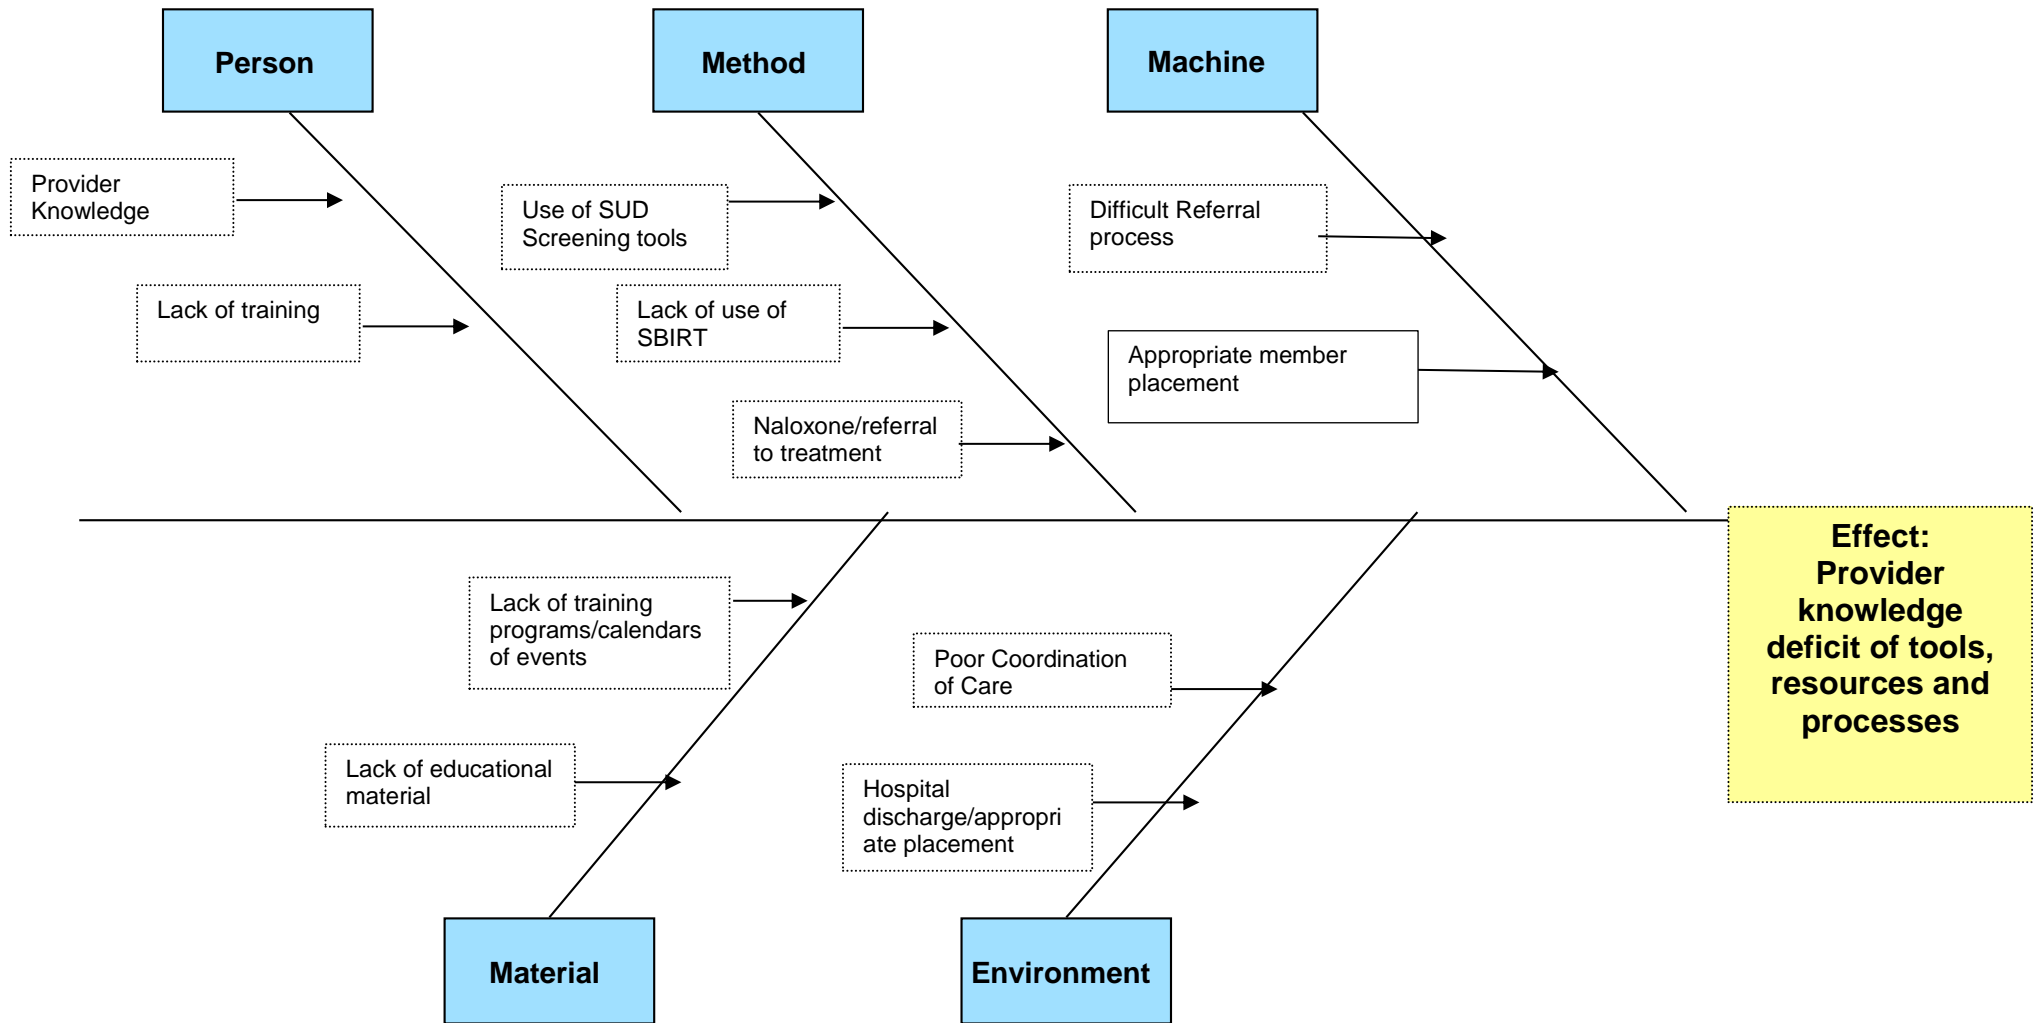 Person
Method
Machine
Provider
Knowledge
Use of SUD
Screening tools
Difficult Referral
process
Lack of training
Lack of use of
SBIRT
Appropriate member
placement
Naloxone/referral
to treatment
Effect:
Provider
knowledge
deficit of tools,
resources and
processes
Lack of training
programs/calendars
of events
Poor Coordination
of Care
Lack of educational
material
Hospital
discharge/appropri
ate placement
Material
Environment